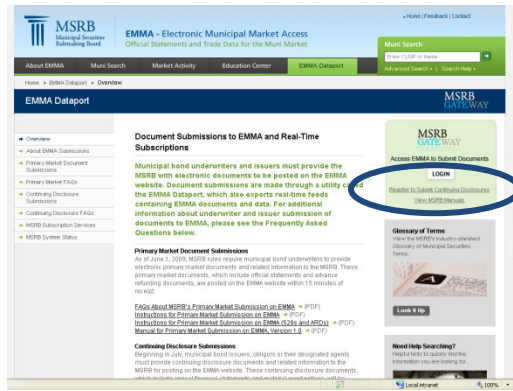 Home | Feedback | Contact
MSRB
Municipal Securities
Rulemaking Board
EMMA - Electronic Municipal Market Access
Official Statements and Trade Data for the Muni Market
Muni Search
Enter CUSIP or Name
Advanced Search | Search Help
About EMMA Muni Search Market Activity Education Center EMMA Dataport
Home > EMMA Dataport > Overview
EMMA Dataport
MSRB
GATEWAY
Overview
About EMMA Submissions
Primary Market Document
Submissions
Primary Market FAQs
Continuing Disclosure
Submissions
Continuing Disclosure FAQs
MSRB Subscription Services
MSRB System Status
Document Submissions to EMMA and Real-Time
Subscriptions
Municipal bond underwriters and issuers must provide the
MSRB with electronic documents to be posted on the EMMA
website. Document submissions are made through a utility called
the EMMA Dataport, which also exports real-time feeds
containing EMMA documents and data. For additional
information about underwriter and issuer submission of
documents to EMMA, please see the Frequently Asked
Questions below.
Primary Market Document Submissions
As of June 1, 2009, MSRB rules require municipal bond underwriters to provide
electronic primary market documents and related information to the MSRB. These
primary market documents, which include official statements and advance
refunding documents, are posted on the EMMA website within 15 minutes of
receipt.
FAQs About MSRB's Primary Market Submission on EMMA (PDF)
Instructions for Primary Market Submission on EMMA (PDF)
Instructions for Primary Market Submission on EMMA (529s and ARDs) (PDF)
Manual for Primary Market Submission on EMMA, Version 1.0 (PDF)
Continuing Disclosure Submissions
Beginning in July, municipal bond issuers, obligors or their designated agents
must provide continuing disclosure documents and related information to the
MSRB for posting on the EMMA website. These continuing disclosure documents,
MSRB
GATEWAY
Access EMMA to Submit Documents
LOGIN
Register to Submit Continuing Disclosures
View MSRB Manuals
Glossary of Terms
View the MSRB's industry-standard
Glossary of Municipal Securities
Terms.
Look It Up
Need Help Searching?
Helpful hints to quickly find the
information you are looking for.
Local intranet
100%